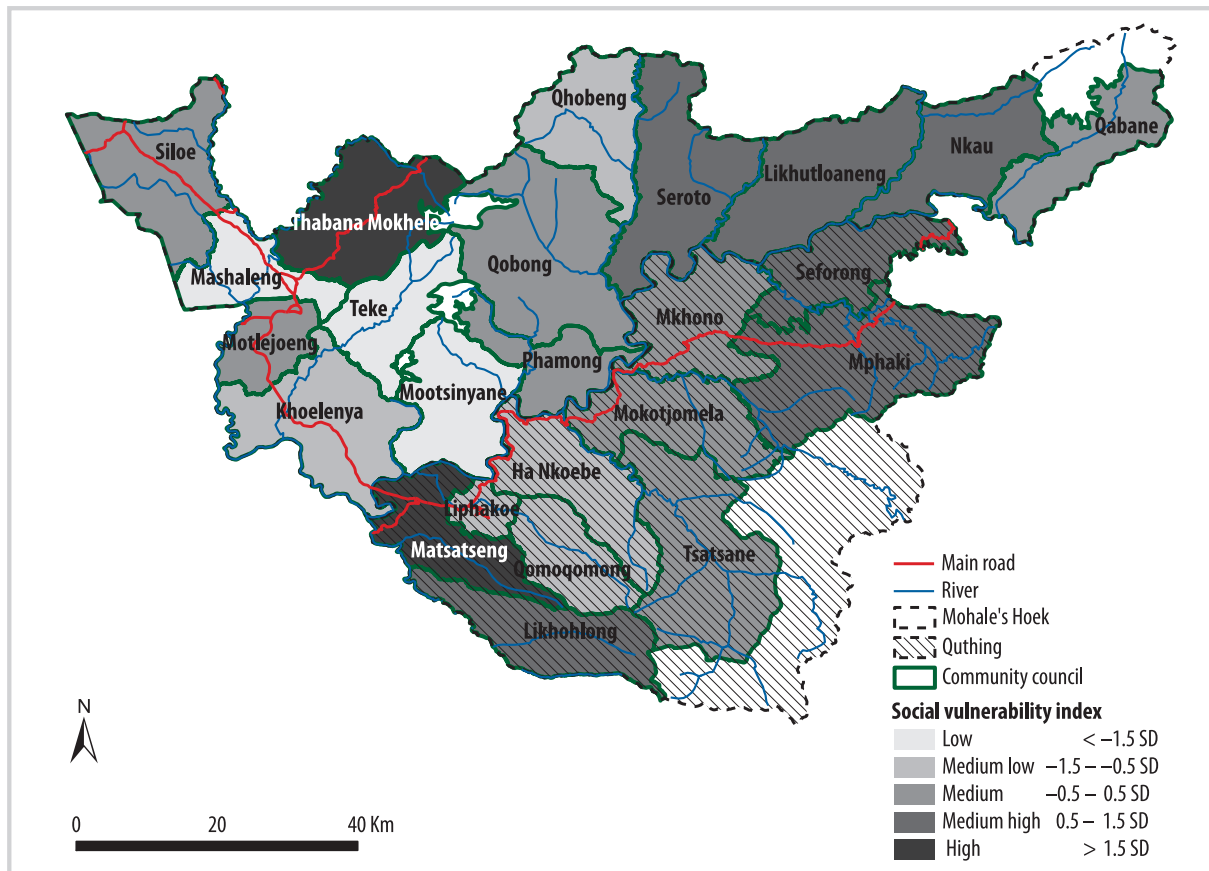 Qhobeng
Qabane
Siloe
Nkau
Likhutloaneng
Seroto
Thabana Mokhele
Qobong
Seforong
Mashaleng
Teke
Mkhono
Motlejoeng
Phamong
Mphaki
Mootsinyane
Khoelenya
Mokotjomela
Ha Nkoebe
Liphakoe
Matsatseng
Tsatsane
Qomoqomong
Likhohlong
Main road
River
Mohale's Hoek
Quthing
Community council
Social vulnerability index
Low < –1.5 SD
Medium low –1.5 – –0.5 SD
Medium –0.5 – 0.5 SD
Medium high 0.5 – 1.5 SD
High > 1.5 SD
N
0 20 40 Km